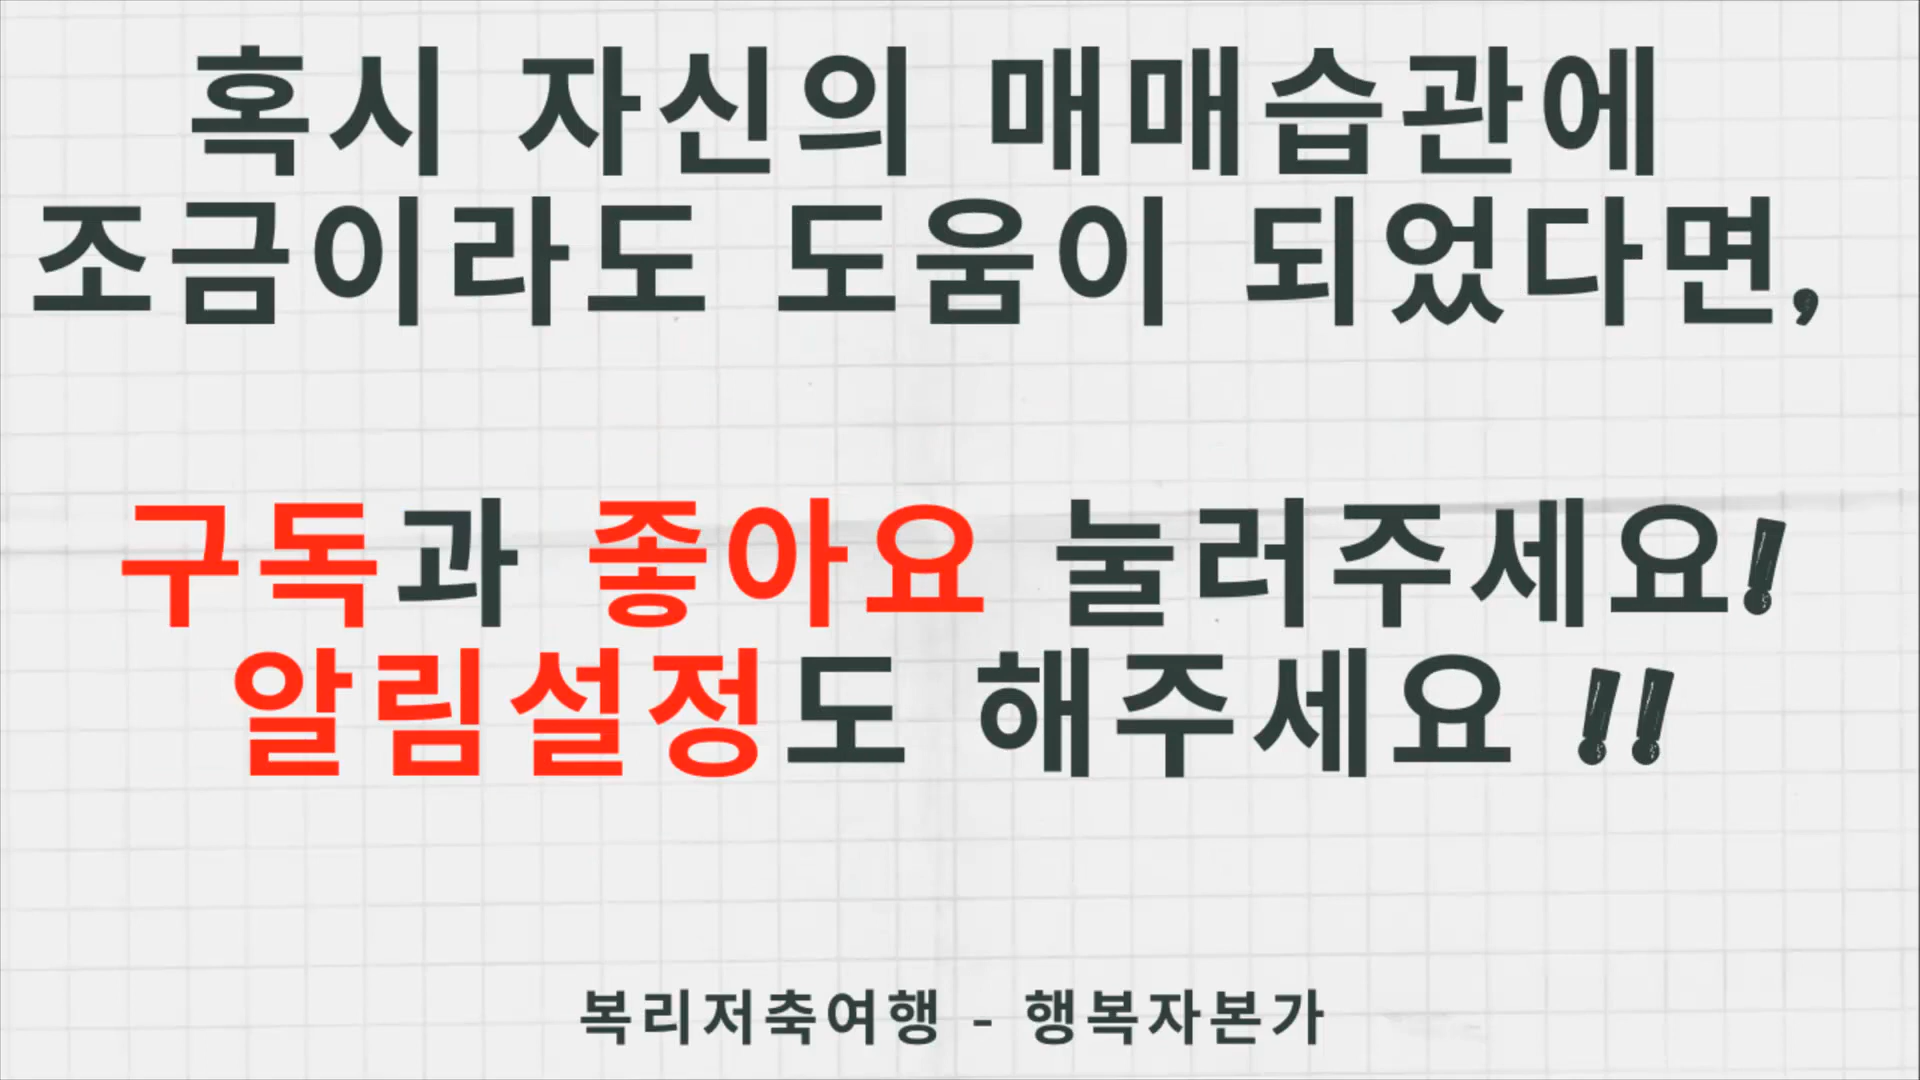 혹시 자신의 매매습관에
조금이라도 도움이 되었다면,
구독과 좋아요 눌러주세요!
알림설정도 해주세요 !!
복리저축여행 - 행복자본가